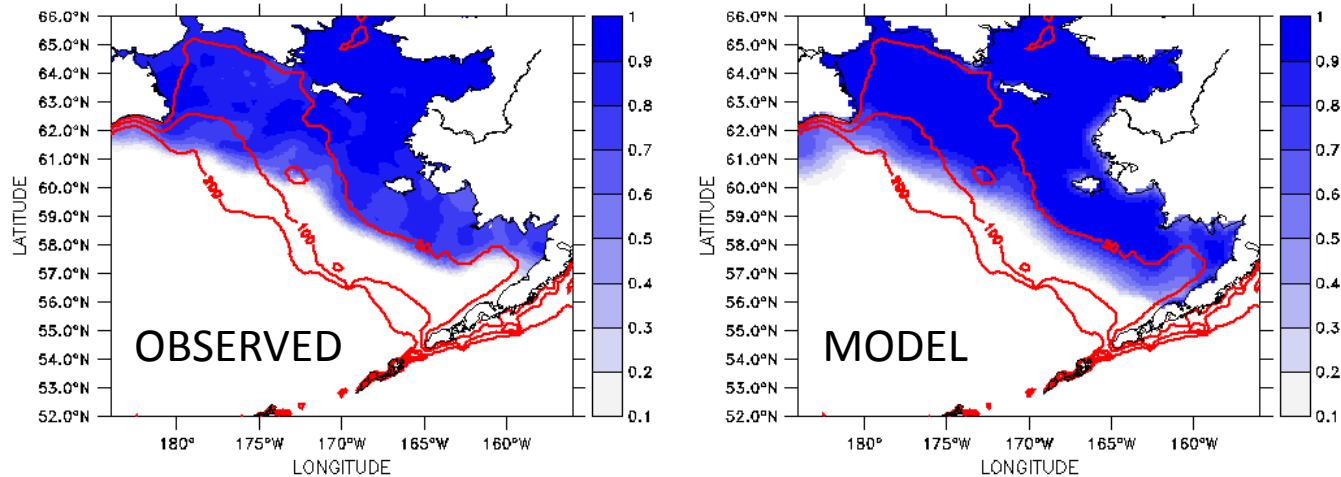 LATITUDE
66.0°N
65.0°N
64.0°N
63.0°N
62.0°N
61.0°N
60.0°N
59.0°N
58.0°N
57.0°N
56.0°N
55.0°N
54.0°N
53.0°N
52.0°N
200
100
50
OBSERVED
180° 175°W 170°W 165°W 160°W
LONGITUDE
1
0.9
0.8
0.7
0.6
0.5
0.4
0.3
0.2
0.1
LATITUDE
66.0°N
65.0°N
64.0°N
63.0°N
62.0°N
61.0°N
60.0°N
59.0°N
58.0°N
57.0°N
56.0°N
55.0°N
54.0°N
53.0°N
52.0°N
200
100
50
MODEL
180° 175°W 170°W 165°W 160°W
LONGITUDE
1
0.9
0.8
0.7
0.6
0.5
0.4
0.3
0.2
0.1